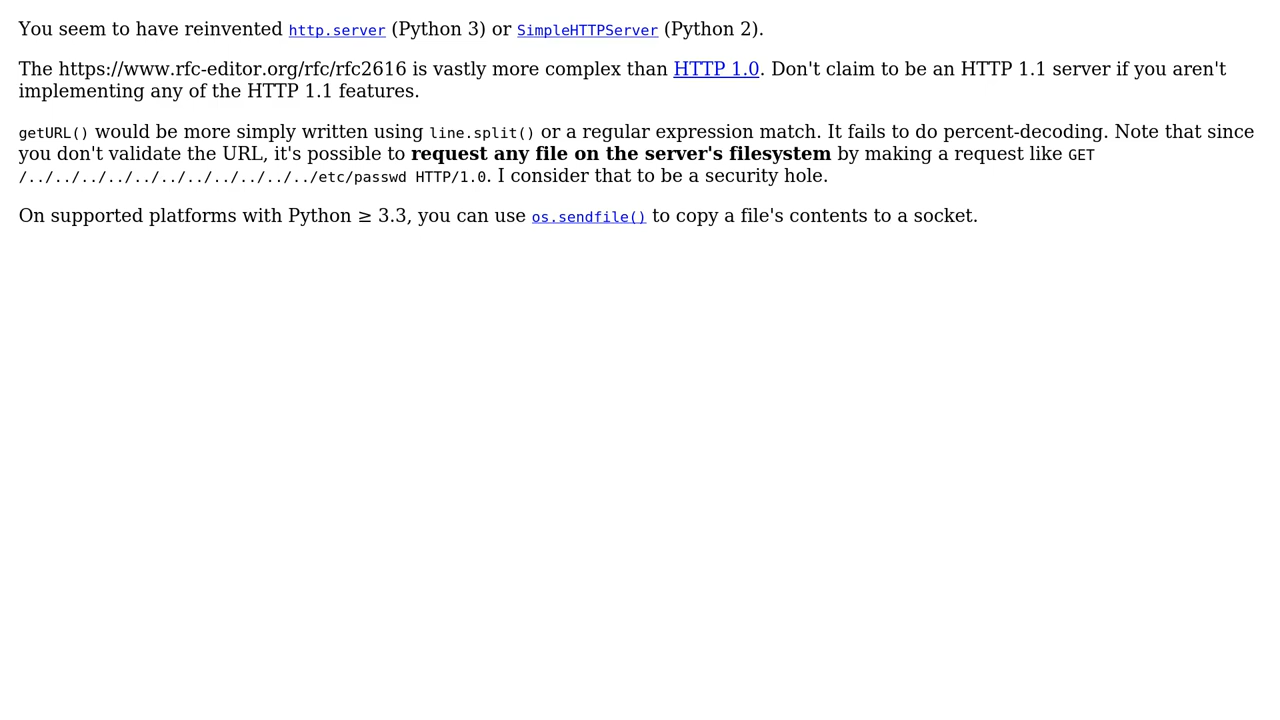 You seem to have reinvented http.server (Python 3) or SimpleHTTPServer (Python 2).
The https://www.rfc-editor.org/rfc/rfc2616 is vastly more complex than HTTP 1.0. Don't claim to be an HTTP 1.1 server if you aren't
implementing any of the HTTP 1.1 features.
getURL() would be more simply written using line.split() or a regular expression match. It fails to do percent-decoding. Note that since
you don't validate the URL, it's possible to request any file on the server's filesystem by making a request like GET
/../../../../../../../../../../../etc/passwd HTTP/1.0. I consider that to be a security hole.
On supported platforms with Python ≥ 3.3, you can use os.sendfile() to copy a file's contents to a socket.